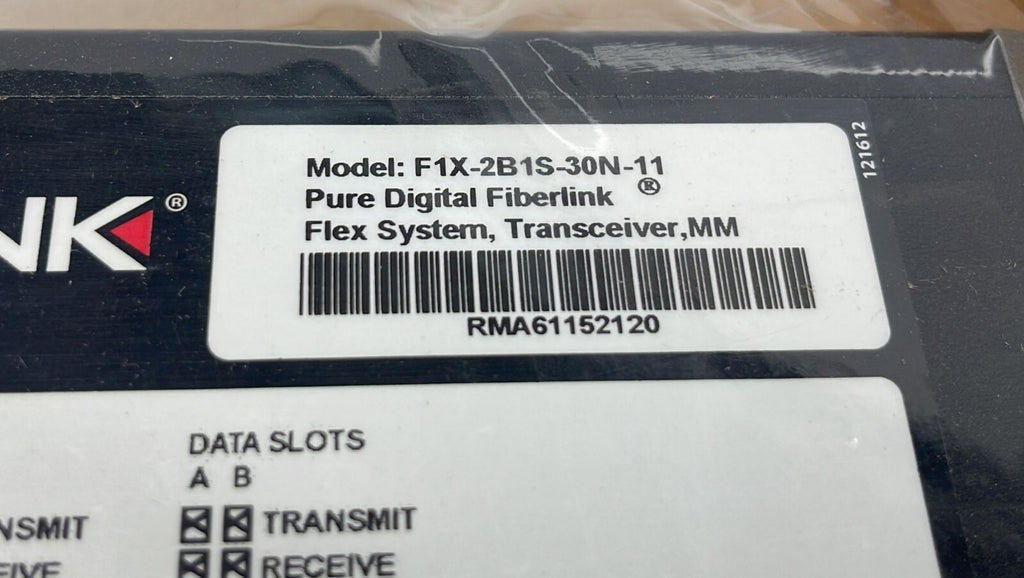 Model: F1X-2B1S-30N-11
Pure Digital Fiberlink ®
Flex System, Transceiver,MM
RMA61152120
121612
NK®
DATA SLOTS
A B
NSMIT
TRANSMIT
EIVE
RECEIVE